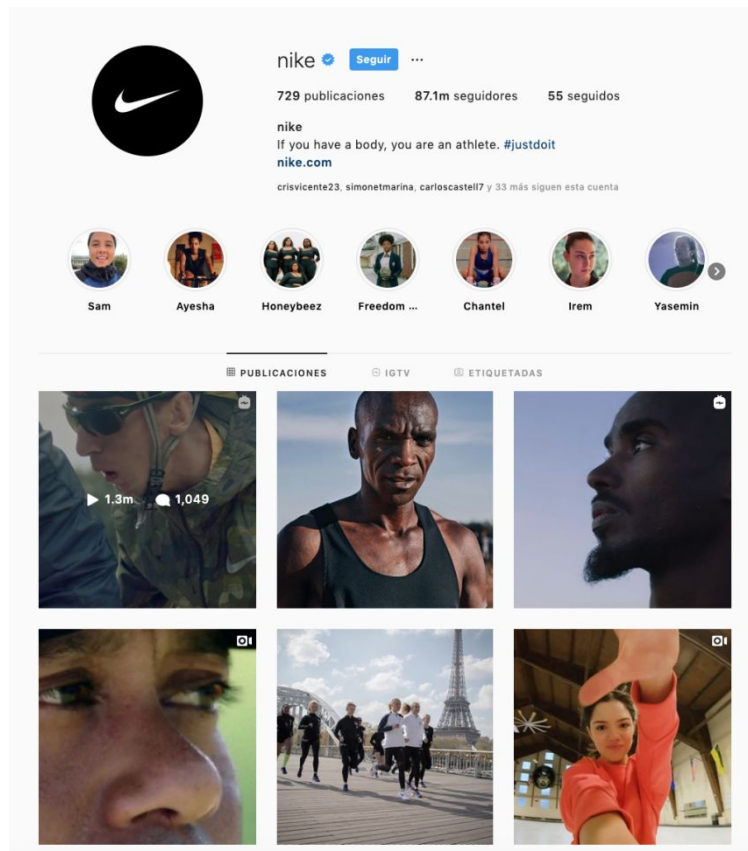 nike Seguir ...
729 publicaciones 87.1m seguidores 55 seguidos
nike
If you have a body, you are an athlete. #justdoit
nike.com
crisvicente23, simonetmarina, carloscastell7 y 33 más siguen esta cuenta
Sam Ayesha Honeybeez Freedom ... Chantel Irem Yasemin
PUBLICACIONES IGTV ETIQUETADAS
1.3m 1,049